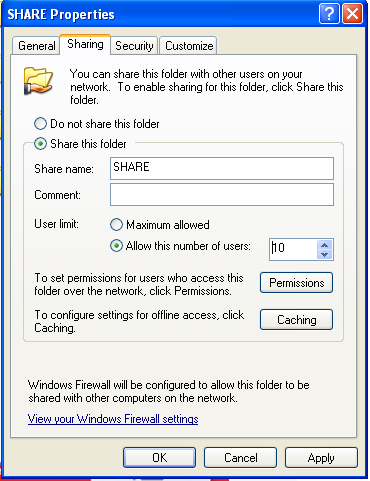 SHARE Properties
General Sharing Security Customize
You can share this folder with other users on your
network. To enable sharing for this folder, click Share this
folder.
Do not share this folder
Share this folder
Share name: SHARE
Comment:
User limit: Maximum allowed
Allow this number of users: 10
To set permissions for users who access this
folder over the network, click Permissions.
Permissions
To configure settings for offline access, click
Caching.
Caching
Windows Firewall will be configured to allow this folder to be
shared with other computers on the network.
View your Windows Firewall settings
OK Cancel Apply